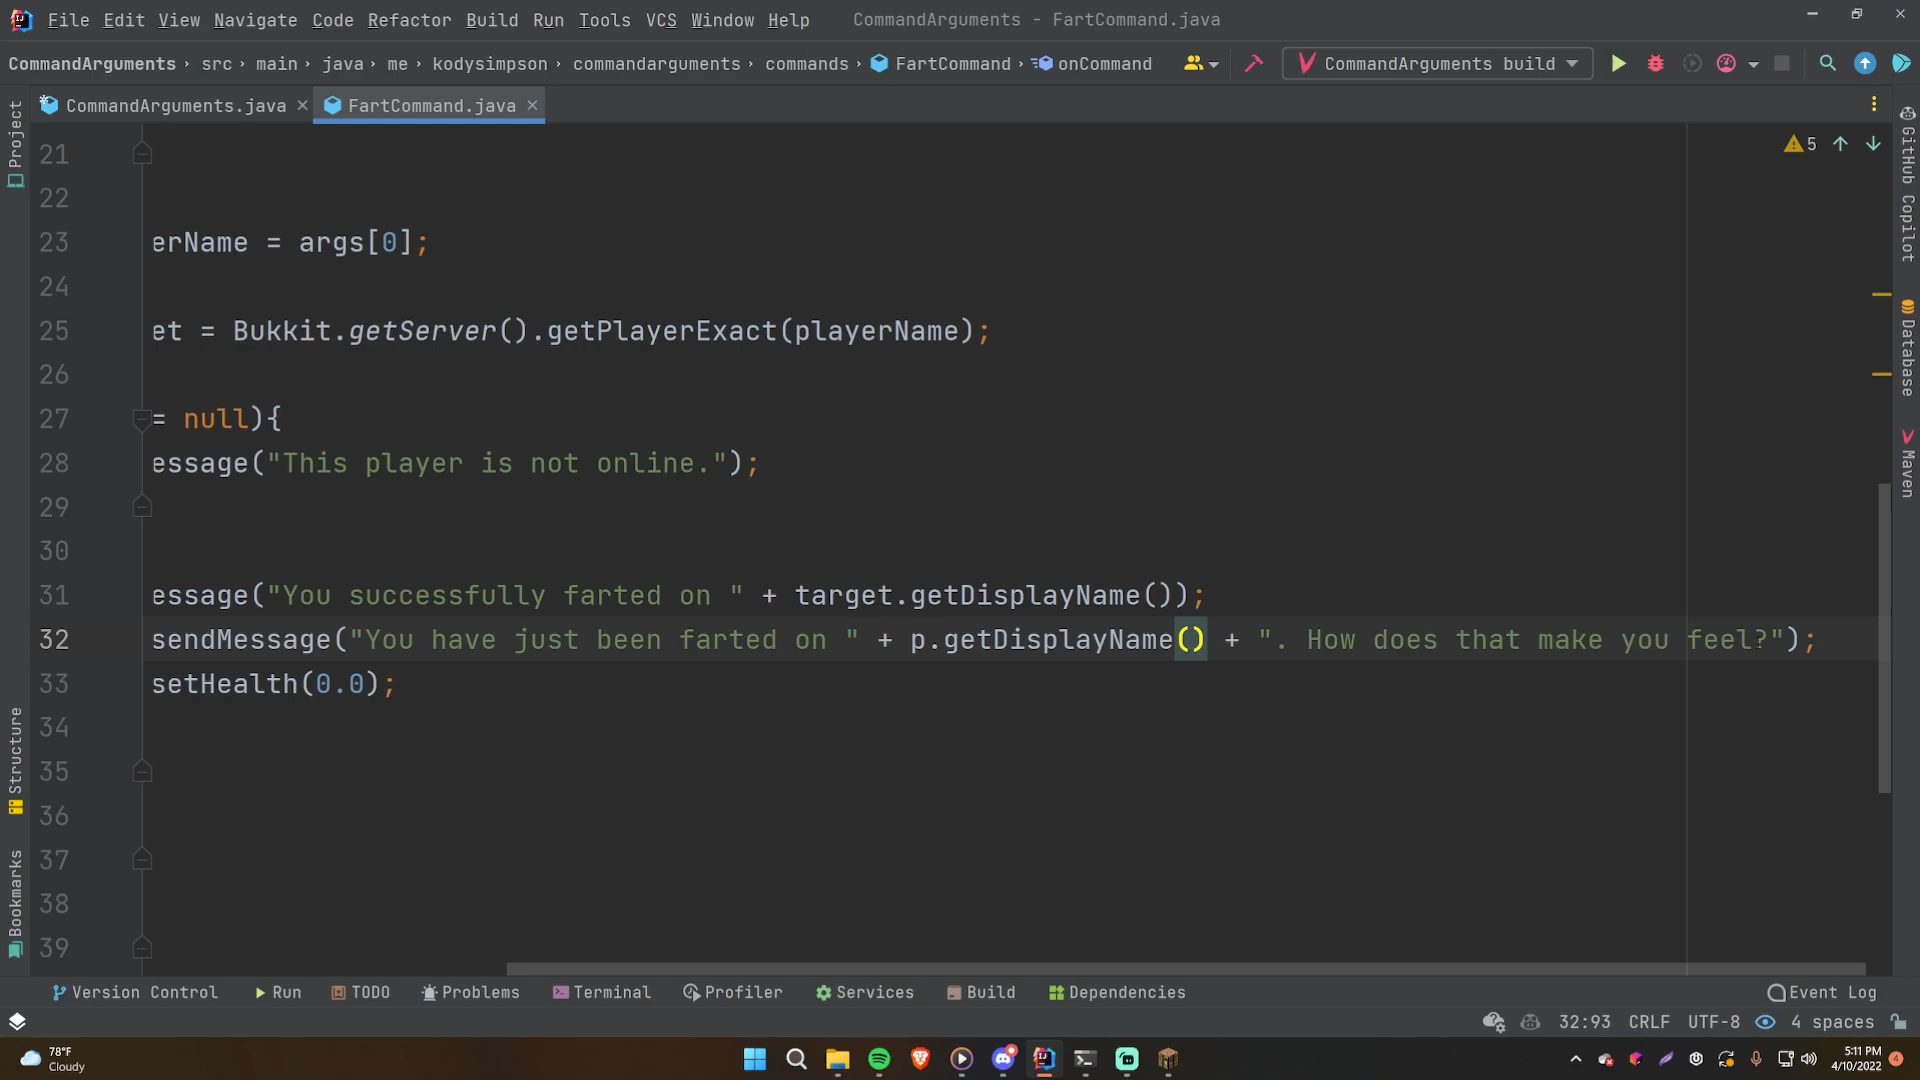 File Edit View Navigate Code Refactor Build Run Tools VCS Window Help CommandArguments - FartCommand.java
CommandArguments › src › main › java › me › kodysimpson › commandarguments › commands › FartCommand › onCommand CommandArguments build
CommandArguments.java FartCommand.java
Project
GitHub Copilot
Database
Maven
5
21
22
23 erName = args[0];
24
25 et = Bukkit.getServer().getPlayerExact(playerName);
26
27 = null){
28 essage("This player is not online.");
29
30
31 essage("You successfully farted on " + target.getDisplayName());
32 sendMessage("You have just been farted on " + p.getDisplayName() + ". How does that make you feel?");
33 setHealth(0.0);
34
35
36
37
38
39
Structure
Bookmarks
Version Control Run TODO Problems Terminal Profiler Services Build Dependencies Event Log
32:93 CRLF UTF-8 4 spaces
78°F
Cloudy
5:11 PM
4/10/2022
4